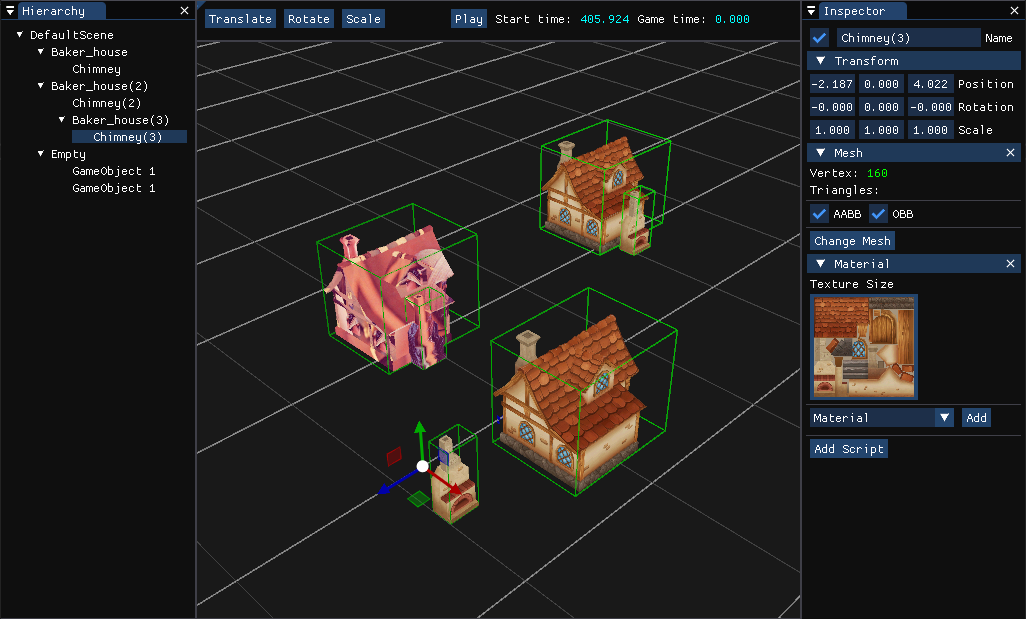 Hierarchy
DefaultScene
Baker_house
Chimney
Baker_house(2)
Chimney(2)
Baker_house(3)
Chimney(3)
Empty
GameObject 1
GameObject 1
Translate Rotate Scale Play Start time: 405.924 Game time: 0.000
Inspector
Chimney(3) Name
Transform
-2.187 0.000 4.022 Position
-0.000 0.000 -0.000 Rotation
1.000 1.000 1.000 Scale
Mesh
Vertex: 160
Triangles:
AABB OBB
Change Mesh
Material
Texture Size
Material Add
Add Script